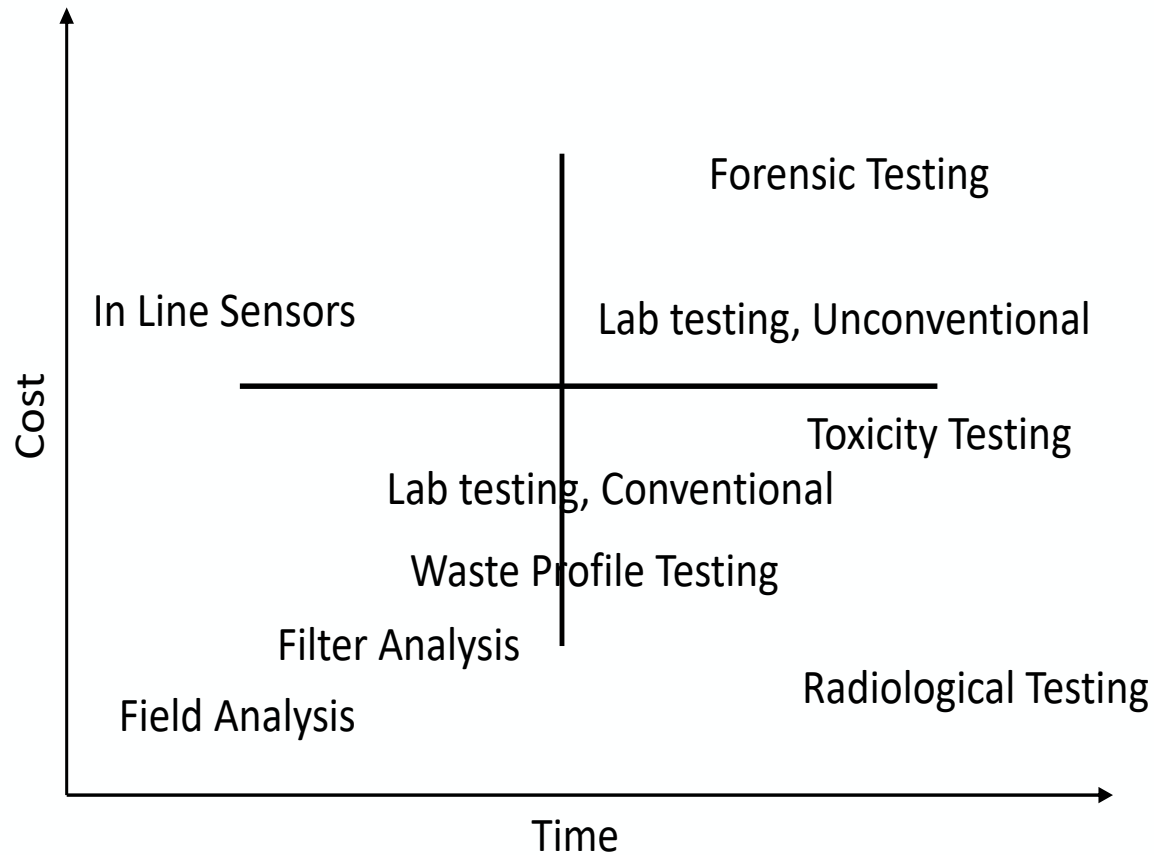 Forensic Testing
In Line Sensors
Lab testing, Unconventional
Cost
Toxicity Testing
Lab testing, Conventional
Waste Profile Testing
Filter Analysis
Radiological Testing
Field Analysis
Time